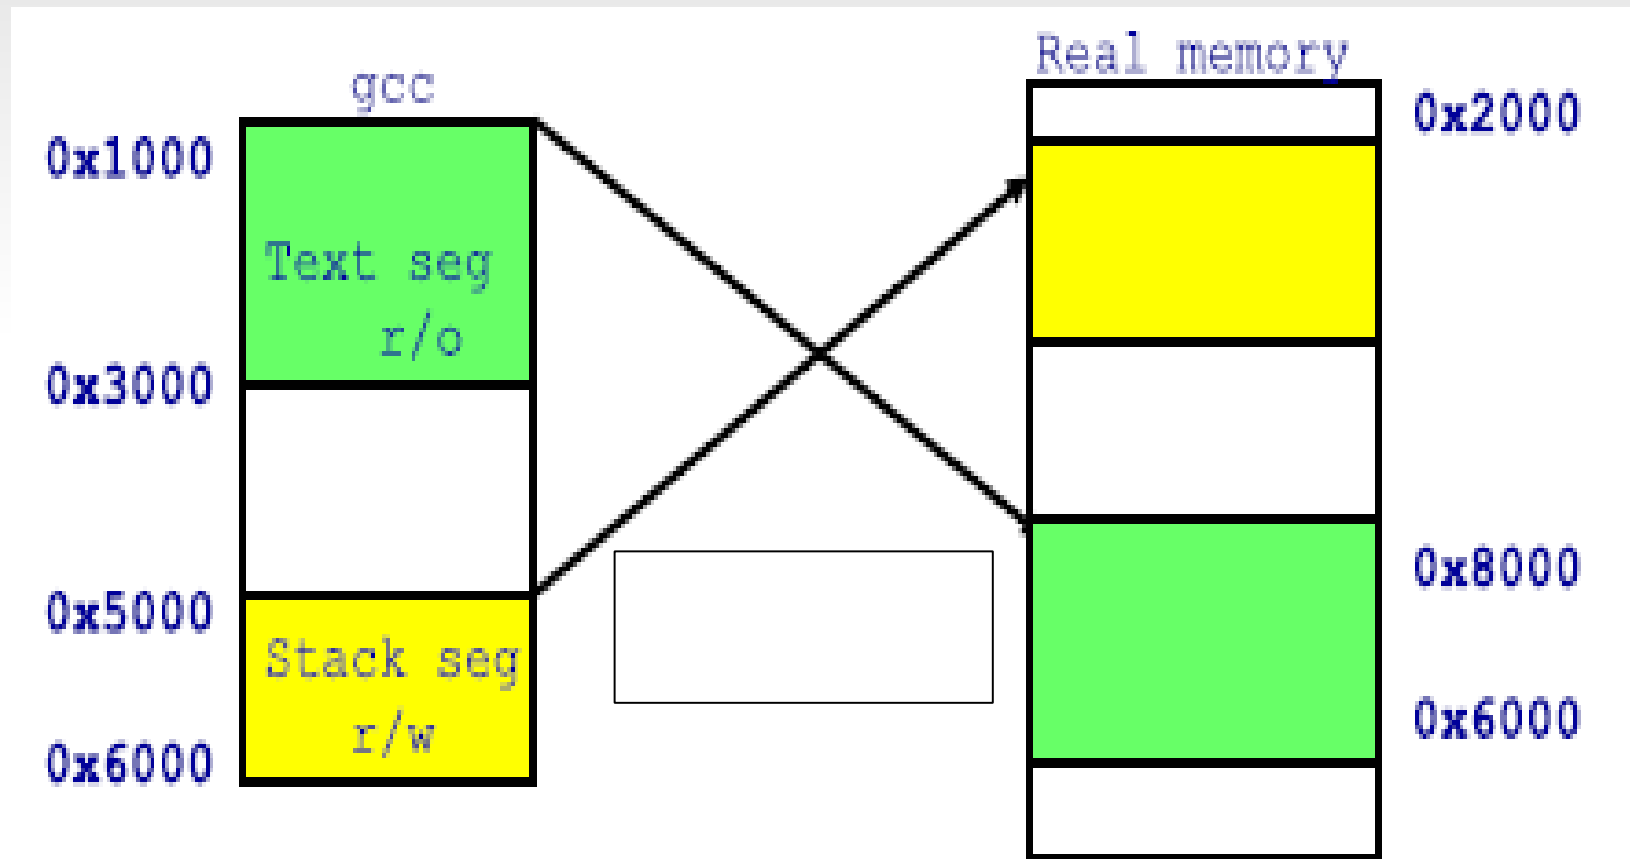 gcc
0x1000
Text seg
r/o
0x3000
0x5000
Stack seg
r/w
0x6000
Real memory
0x2000
0x8000
0x6000